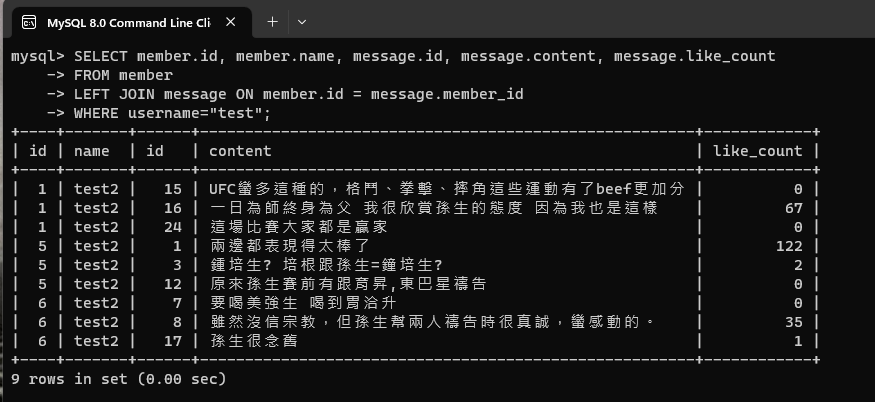 MySQL 8.0 Command Line Cli
mysql> SELECT member.id, member.name, message.id, message.content, message.like_count
    -> FROM member
    -> LEFT JOIN message ON member.id = message.member_id
    -> WHERE username="test";
| id | name | id | content | like_count |
| 1 | test2 | 15 | UFC蠻多這種的，格鬥、拳擊、摔角這些運動有了beef更加分 | 0 |
| 1 | test2 | 16 | 一日為師終身為父 我很欣賞孫生的態度 因為我也是這樣 | 67 |
| 1 | test2 | 24 | 這場比賽大家都是贏家 | 0 |
| 5 | test2 | 1 | 兩邊都表現得太棒了 | 122 |
| 5 | test2 | 3 | 鍾培生? 培根跟孫生=鐘培生? | 2 |
| 5 | test2 | 12 | 原來孫生賽前有跟育昇,東巴星禱告 | 0 |
| 6 | test2 | 7 | 要喝美強生 喝到胃洽升 | 0 |
| 6 | test2 | 8 | 雖然沒信宗教，但孫生幫兩人禱告時很真誠，蠻感動的。 | 35 |
| 6 | test2 | 17 | 孫生很念舊 | 1 |
9 rows in set (0.00 sec)